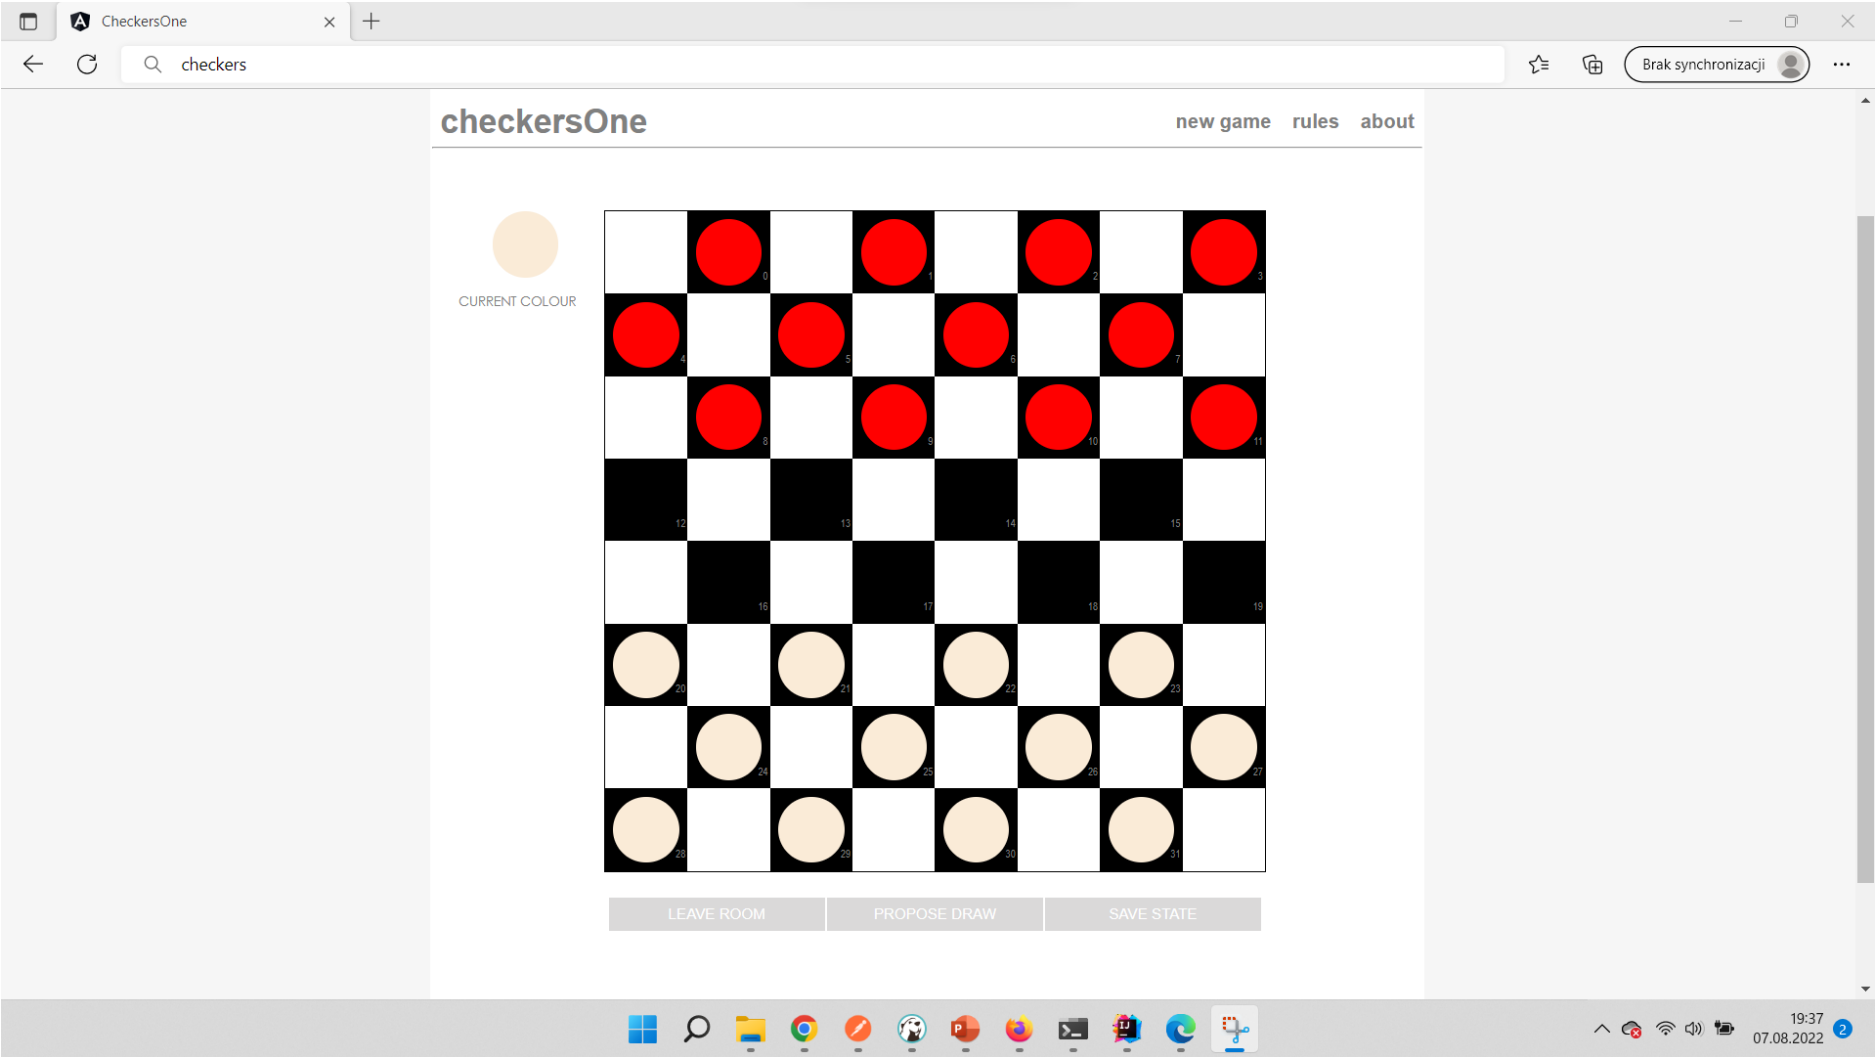 CheckersOne
checkers
Brak synchronizacji
checkersOne
new game rules about
CURRENT COLOUR
0 1 2 3
4 5 6 7
8 9 10 11
12 13 14 15
16 17 18 19
20 21 22 23
24 25 26 27
28 29 30 31
LEAVE ROOM PROPOSE DRAW SAVE STATE
19:37
07.08.2022 2